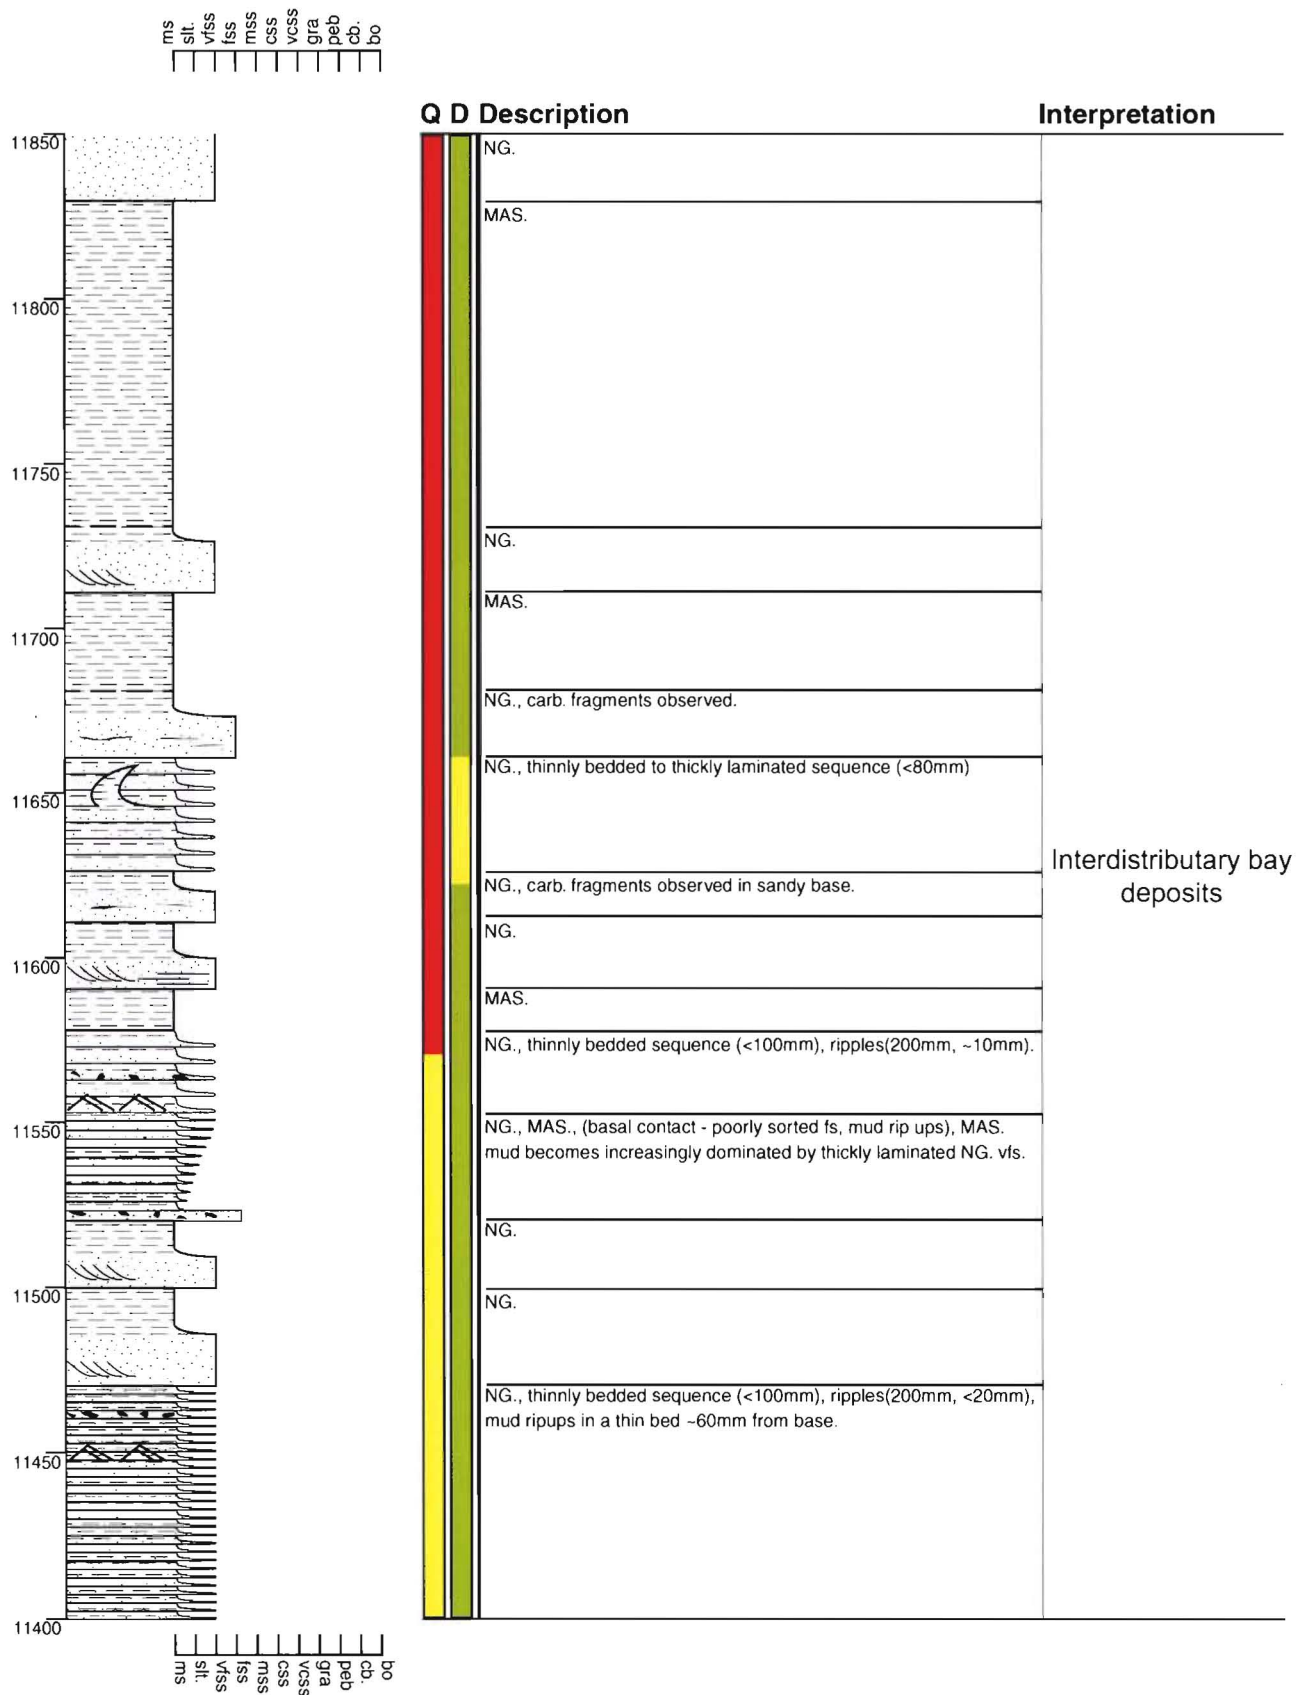 ms slt. vfss fss mss css vcss gra peb cb. bo
Q D Description Interpretation
11850
NG.
MAS.
11800
11750
NG.
MAS.
11700
NG., carb. fragments observed.
NG., thinnly bedded to thickly laminated sequence (<80mm)
11650
Interdistributary bay
deposits
NG., carb. fragments observed in sandy base.
NG.
11600
MAS.
NG., thinnly bedded sequence (<100mm), ripples(200mm, ~10mm).
11550
NG., MAS., (basal contact - poorly sorted fs, mud rip ups), MAS.
mud becomes increasingly dominated by thickly laminated NG. vfs.
NG.
11500
NG.
NG., thinnly bedded sequence (<100mm), ripples(200mm, <20mm),
mud ripups in a thin bed ~60mm from base.
11450
11400
ms slt. vfss fss mss css vcss gra peb cb. bo